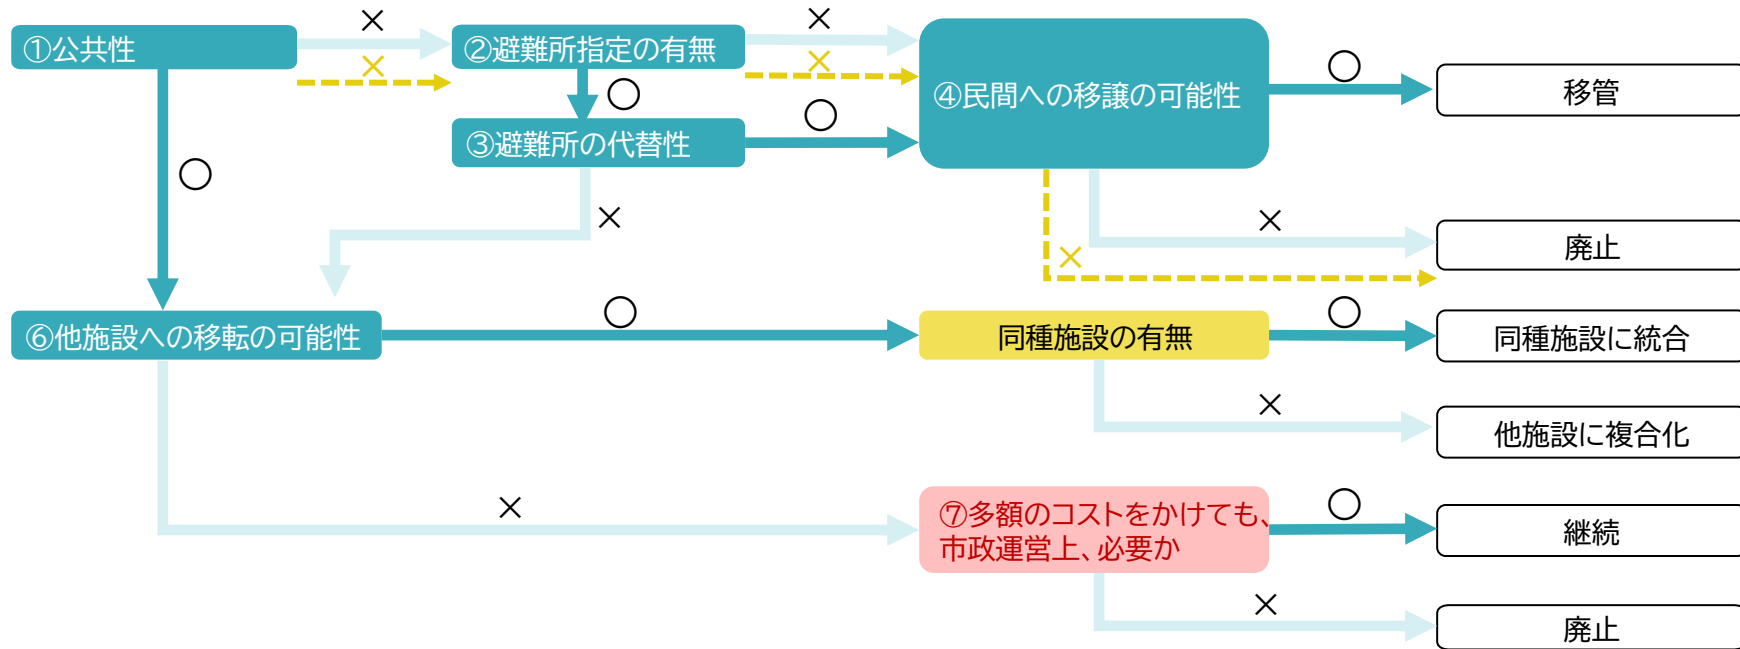 ①公共性
×
②避難所指定の有無
×
×
×
④民間への移譲の可能性
○
移管
○
③避難所の代替性
○
○
×
×
廃止
×
⑥他施設への移転の可能性
○
同種施設の有無
○
同種施設に統合
×
他施設に複合化
×
⑦多額のコストをかけても、
市政運営上、必要か
○
継続
×
廃止